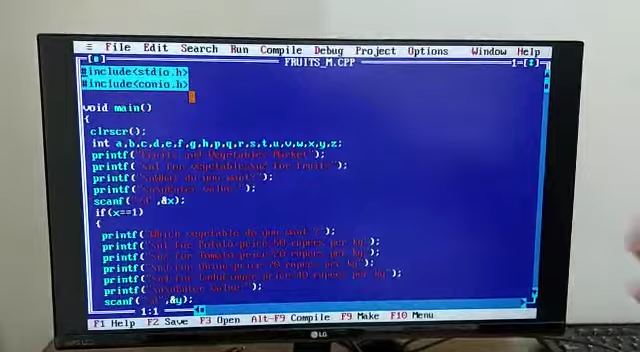 ≡ File Edit Search Run Compile Debug Project Options Window Help
[■] FRUITS_M.CPP 1=[↕]
#include<stdio.h>
#include<conio.h>
void main()
{
clrscr();
int a,b,c,d,e,f,g,h,p,q,r,s,t,u,v,w,x,y,z;
printf("Fruits and Vegetables Market");
printf("\n1 for vegetables\n2 for fruits");
printf("\nWhat do you want?");
printf("\n\nEnter value:");
scanf("%d",&x);
if(x==1)
{
printf("Which vegetable do you want ?");
printf("\n1 for Potato price 50 rupees per kg");
printf("\n2 for Tomato price 20 rupees per kg");
printf("\n3 for Onion price 70 rupees per kg");
printf("\n4 for Cauliflower price 40 rupees per kg");
printf("\n\nEnter value:");
scanf("%d",&y);
1:1
F1 Help F2 Save F3 Open Alt-F9 Compile F9 Make F10 Menu
LG